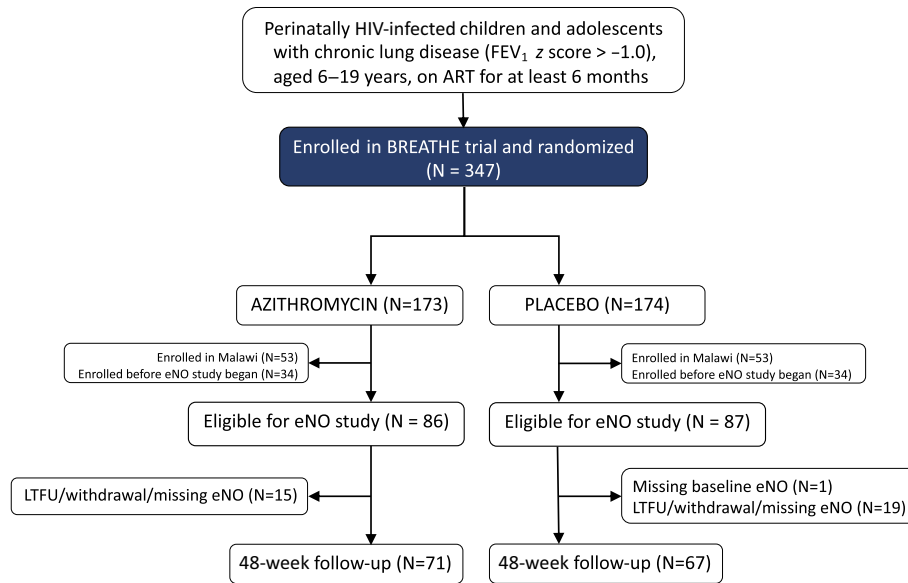 Perinatally HIV-infected children and adolescents
with chronic lung disease (FEV₁ z score > –1.0),
aged 6–19 years, on ART for at least 6 months
Enrolled in BREATHE trial and randomized
(N = 347)
AZITHROMYCIN (N=173)
PLACEBO (N=174)
Enrolled in Malawi (N=53)
Enrolled before eNO study began (N=34)
Enrolled in Malawi (N=53)
Enrolled before eNO study began (N=34)
Eligible for eNO study (N = 86)
Eligible for eNO study (N = 87)
LTFU/withdrawal/missing eNO (N=15)
Missing baseline eNO (N=1)
LTFU/withdrawal/missing eNO (N=19)
48-week follow-up (N=71)
48-week follow-up (N=67)